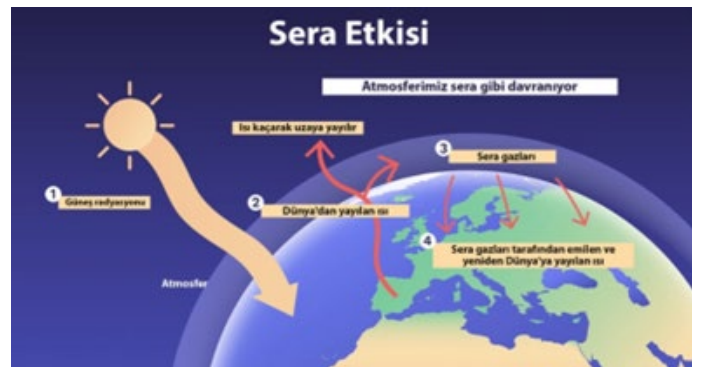 Sera Etkisi
Atmosferimiz sera gibi davranıyor
Isı kaçarak uzaya yayılır
3
Sera gazları
1
Güneş radyasyonu
2
Dünya'dan yayılan ısı
4
Sera gazları tarafından emilen ve
yeniden Dünya'ya yayılan ısı
Atmosfer